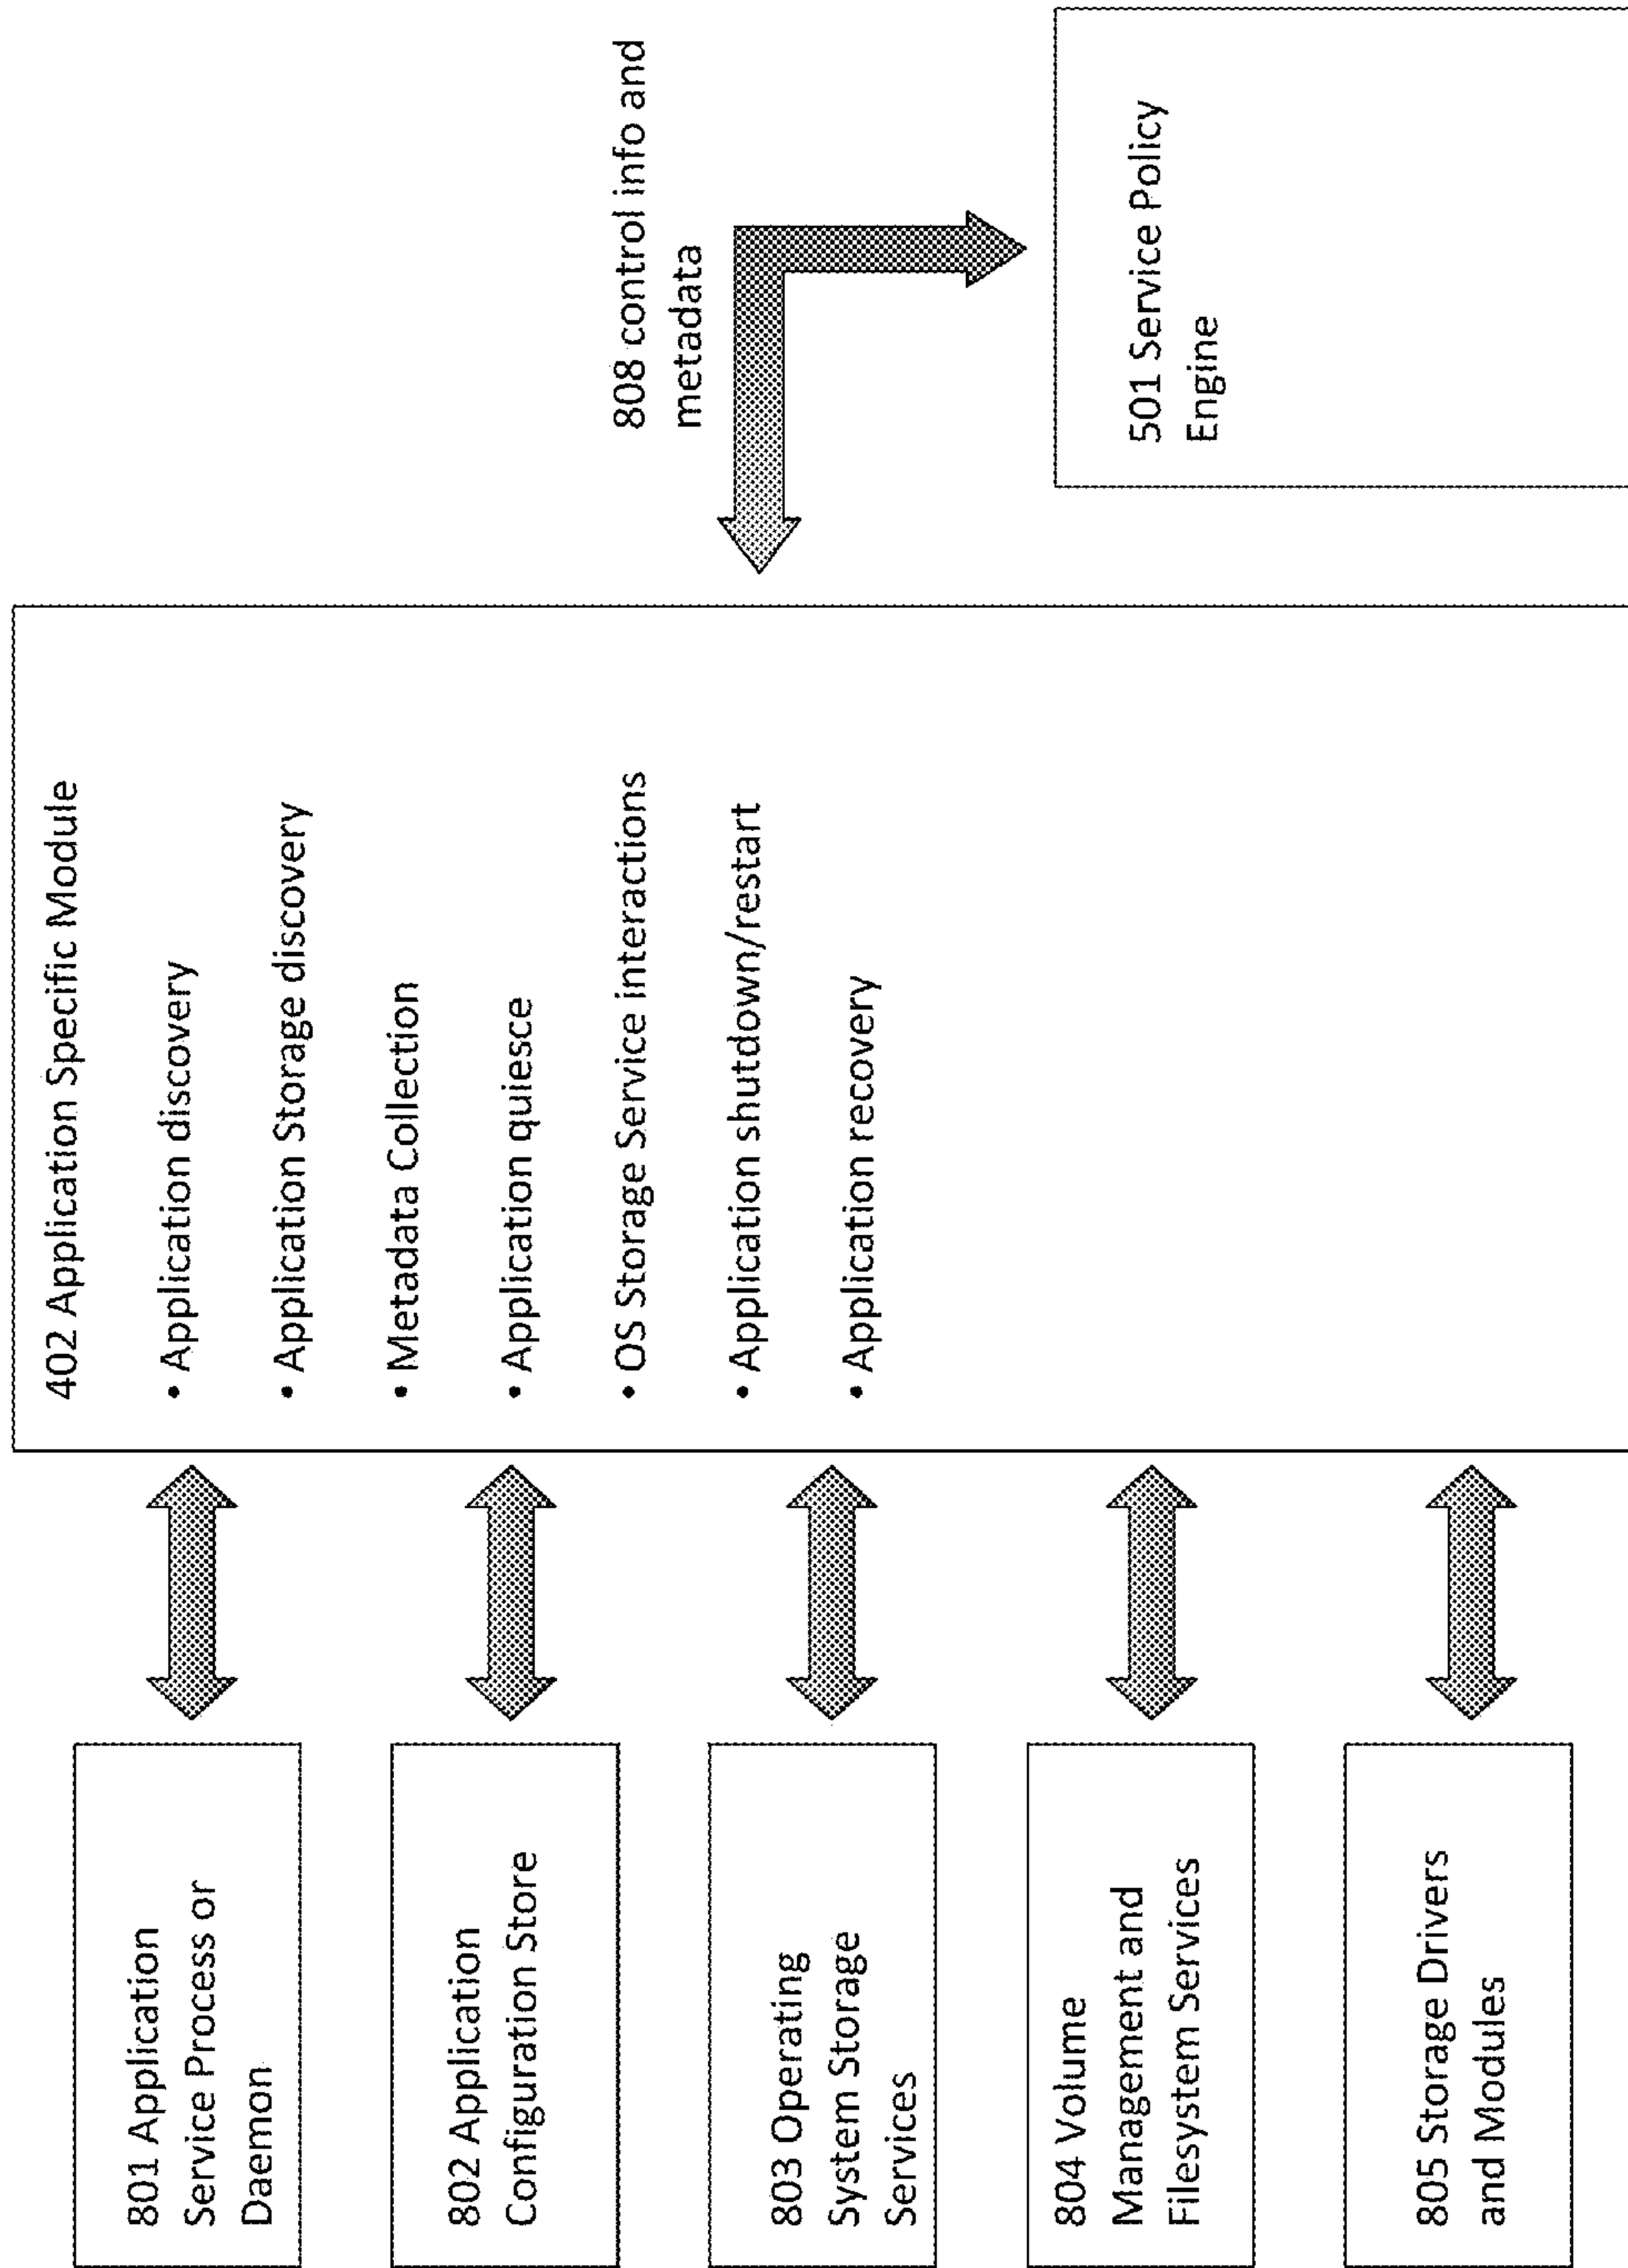 801 Application
Service Process or
Daemon
802 Application
Configuration Store
803 Operating
System Storage
Services
804 Volume
Management and
Filesystem Services
805 Storage Drivers
and Modules
402 Application Specific Module
• Application discovery
• Application Storage discovery
• Metadata Collection
• Application quiesce
• OS Storage Service interactions
• Application shutdown/restart
• Application recovery
808 control info and
metadata
501 Service Policy
Engine